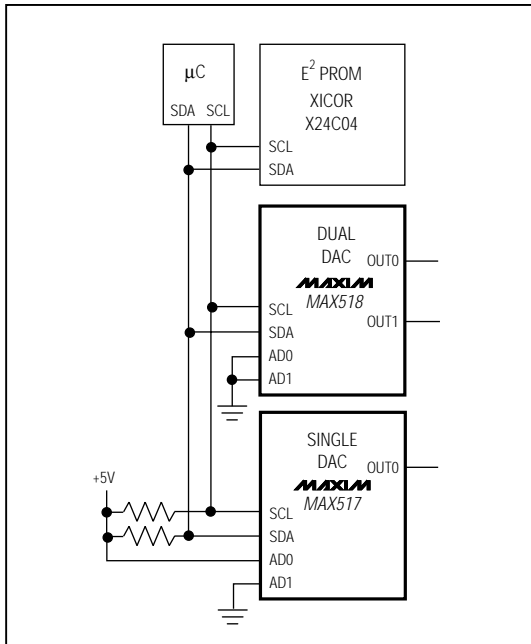 μC
SDA SCL
E² PROM
XICOR
X24C04
SCL
SDA
DUAL
DAC
OUT0
MAXIM
MAX518
OUT1
SCL
SDA
AD0
AD1
SINGLE
DAC
OUT0
MAXIM
MAX517
+5V
SCL
SDA
AD0
AD1